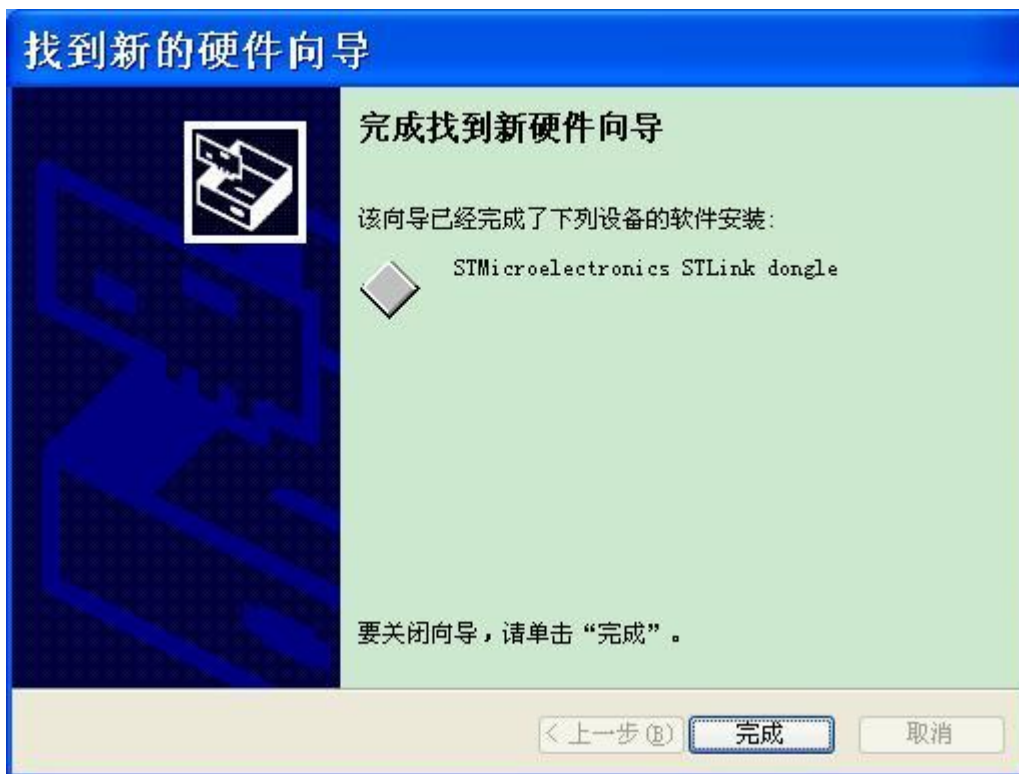 找到新的硬件向导
完成找到新硬件向导
该向导已经完成了下列设备的软件安装:
STMicroelectronics STLink dongle
要关闭向导，请单击“完成”。
< 上一步(B)
完成
取消